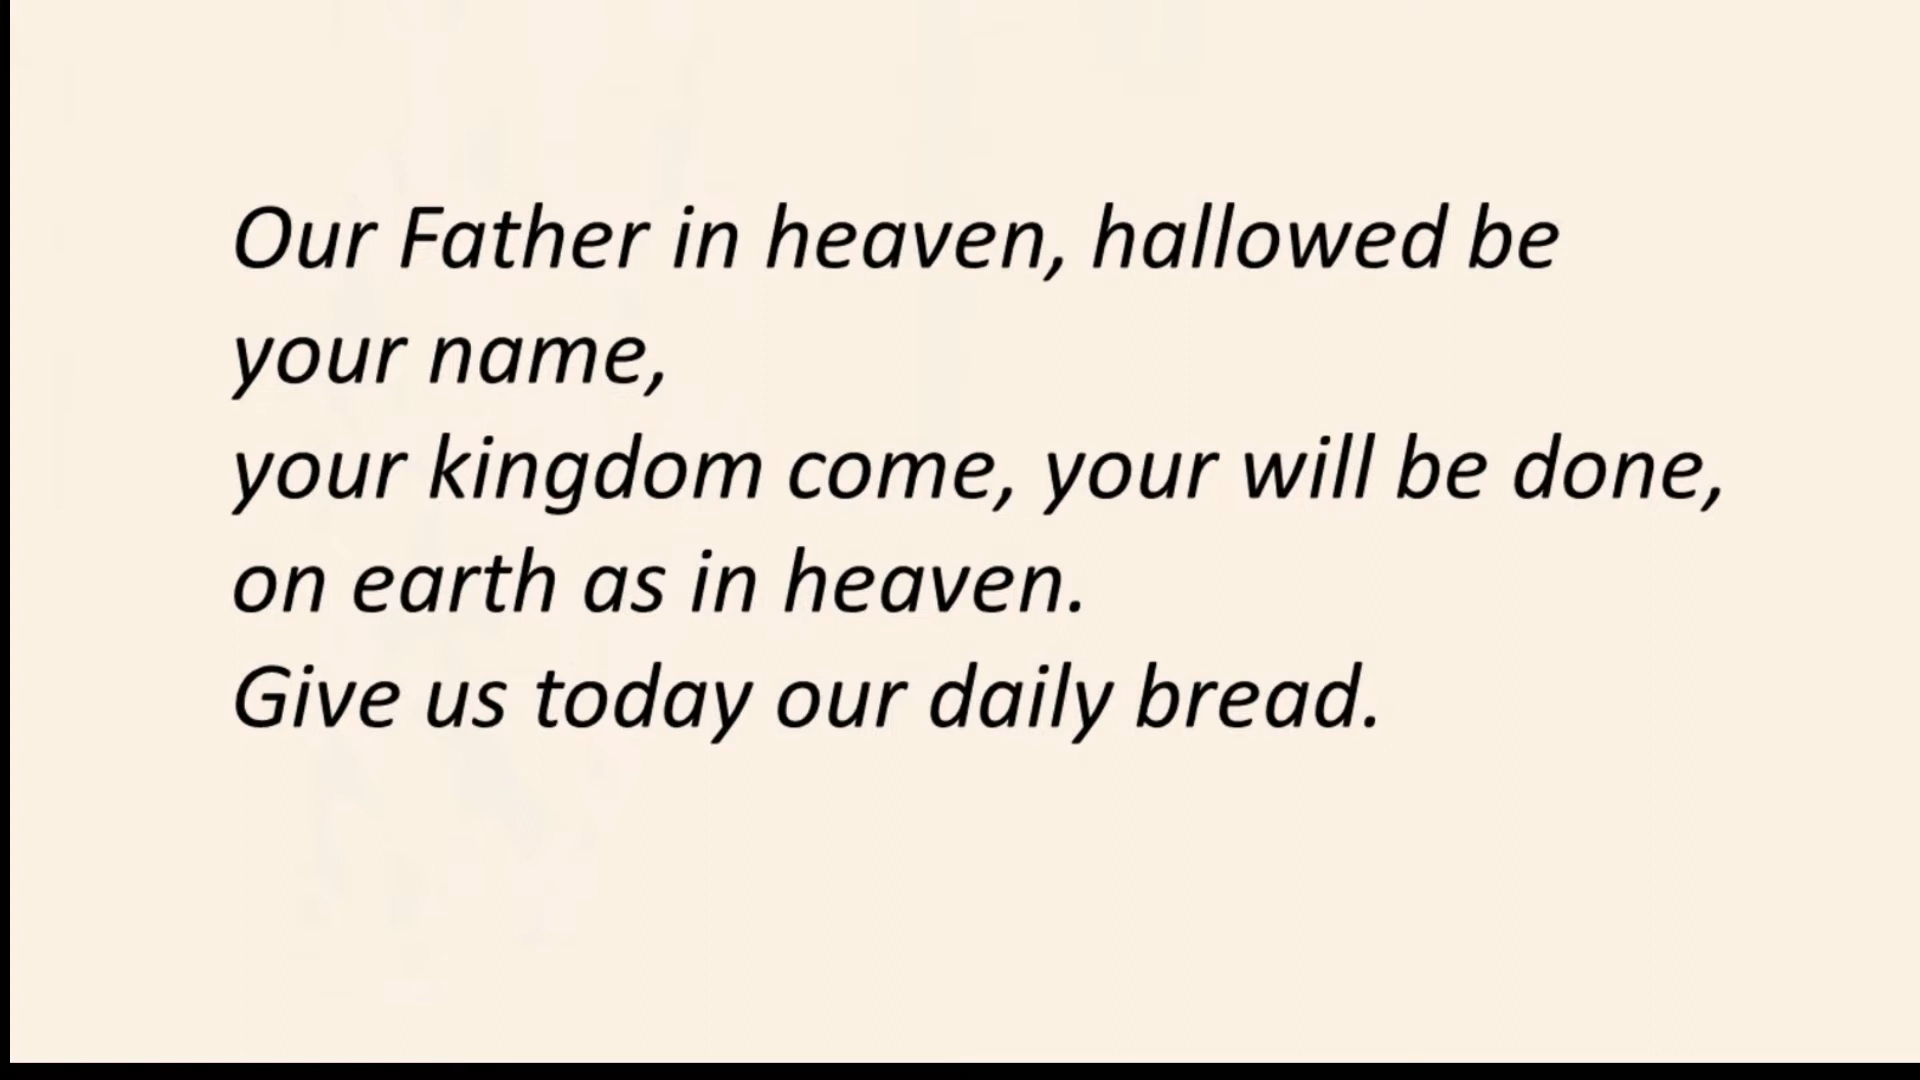 Our Father in heaven, hallowed be
your name,
your kingdom come, your will be done,
on earth as in heaven.
Give us today our daily bread.